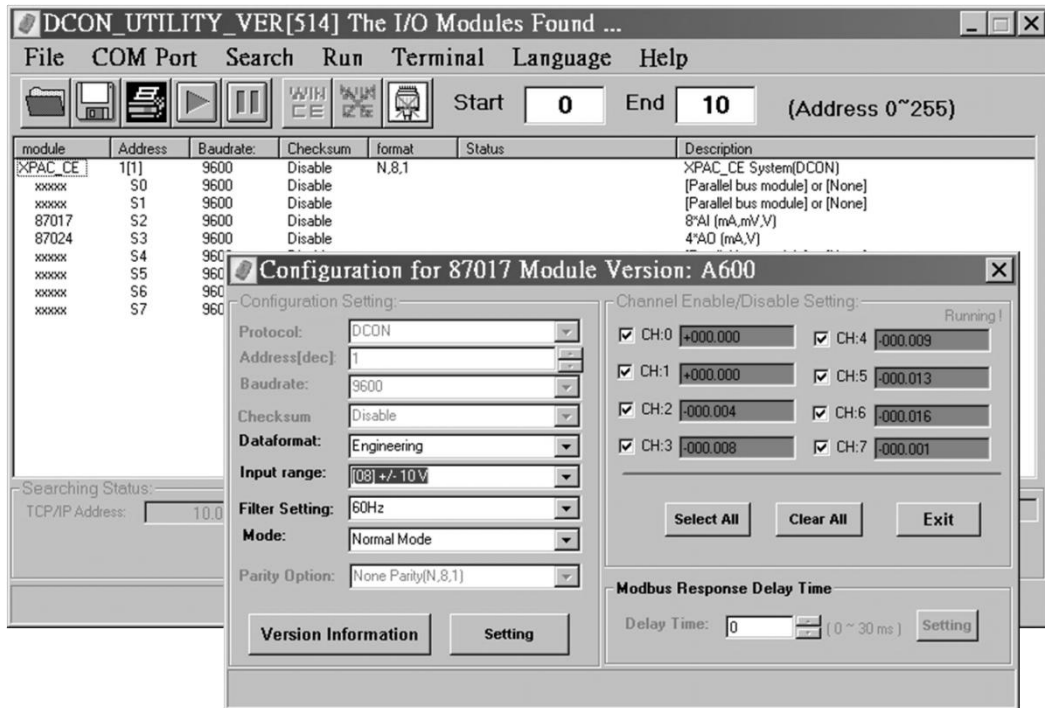 DCON_UTILITY_VER[514] The I/O Modules Found ...
File COM Port Search Run Terminal Language Help
WIN CE Start 0 End 10 (Address 0~255)
module Address Baudrate: Checksum format Status Description
XPAC_CE 1[1] 9600 Disable N,8,1 XPAC_CE System(DCON)
xxxxx S0 9600 Disable [Parallel bus module] or [None]
xxxxx S1 9600 Disable [Parallel bus module] or [None]
87017 S2 9600 Disable 8*AI (mA,mV,V)
87024 S3 9600 Disable 4*AO (mA,V)
xxxxx S4 960
xxxxx S5 960
xxxxx S6 960
xxxxx S7 960
Searching Status:
TCP/IP Address: 10.0
Configuration for 87017 Module Version: A600
Configuration Setting:
Protocol: DCON
Address[dec]: 1
Baudrate: 9600
Checksum Disable
Dataformat: Engineering
Input range: [08] +/- 10 V
Filter Setting: 60Hz
Mode: Normal Mode
Parity Option: None Parity(N,8,1)
Version Information Setting
Channel Enable/Disable Setting:
Running !
CH:0 +000.000 CH:4 -000.009
CH:1 +000.000 CH:5 -000.013
CH:2 -000.004 CH:6 -000.016
CH:3 -000.008 CH:7 -000.001
Select All Clear All Exit
Modbus Response Delay Time
Delay Time: 0 ( 0 ~ 30 ms ) Setting